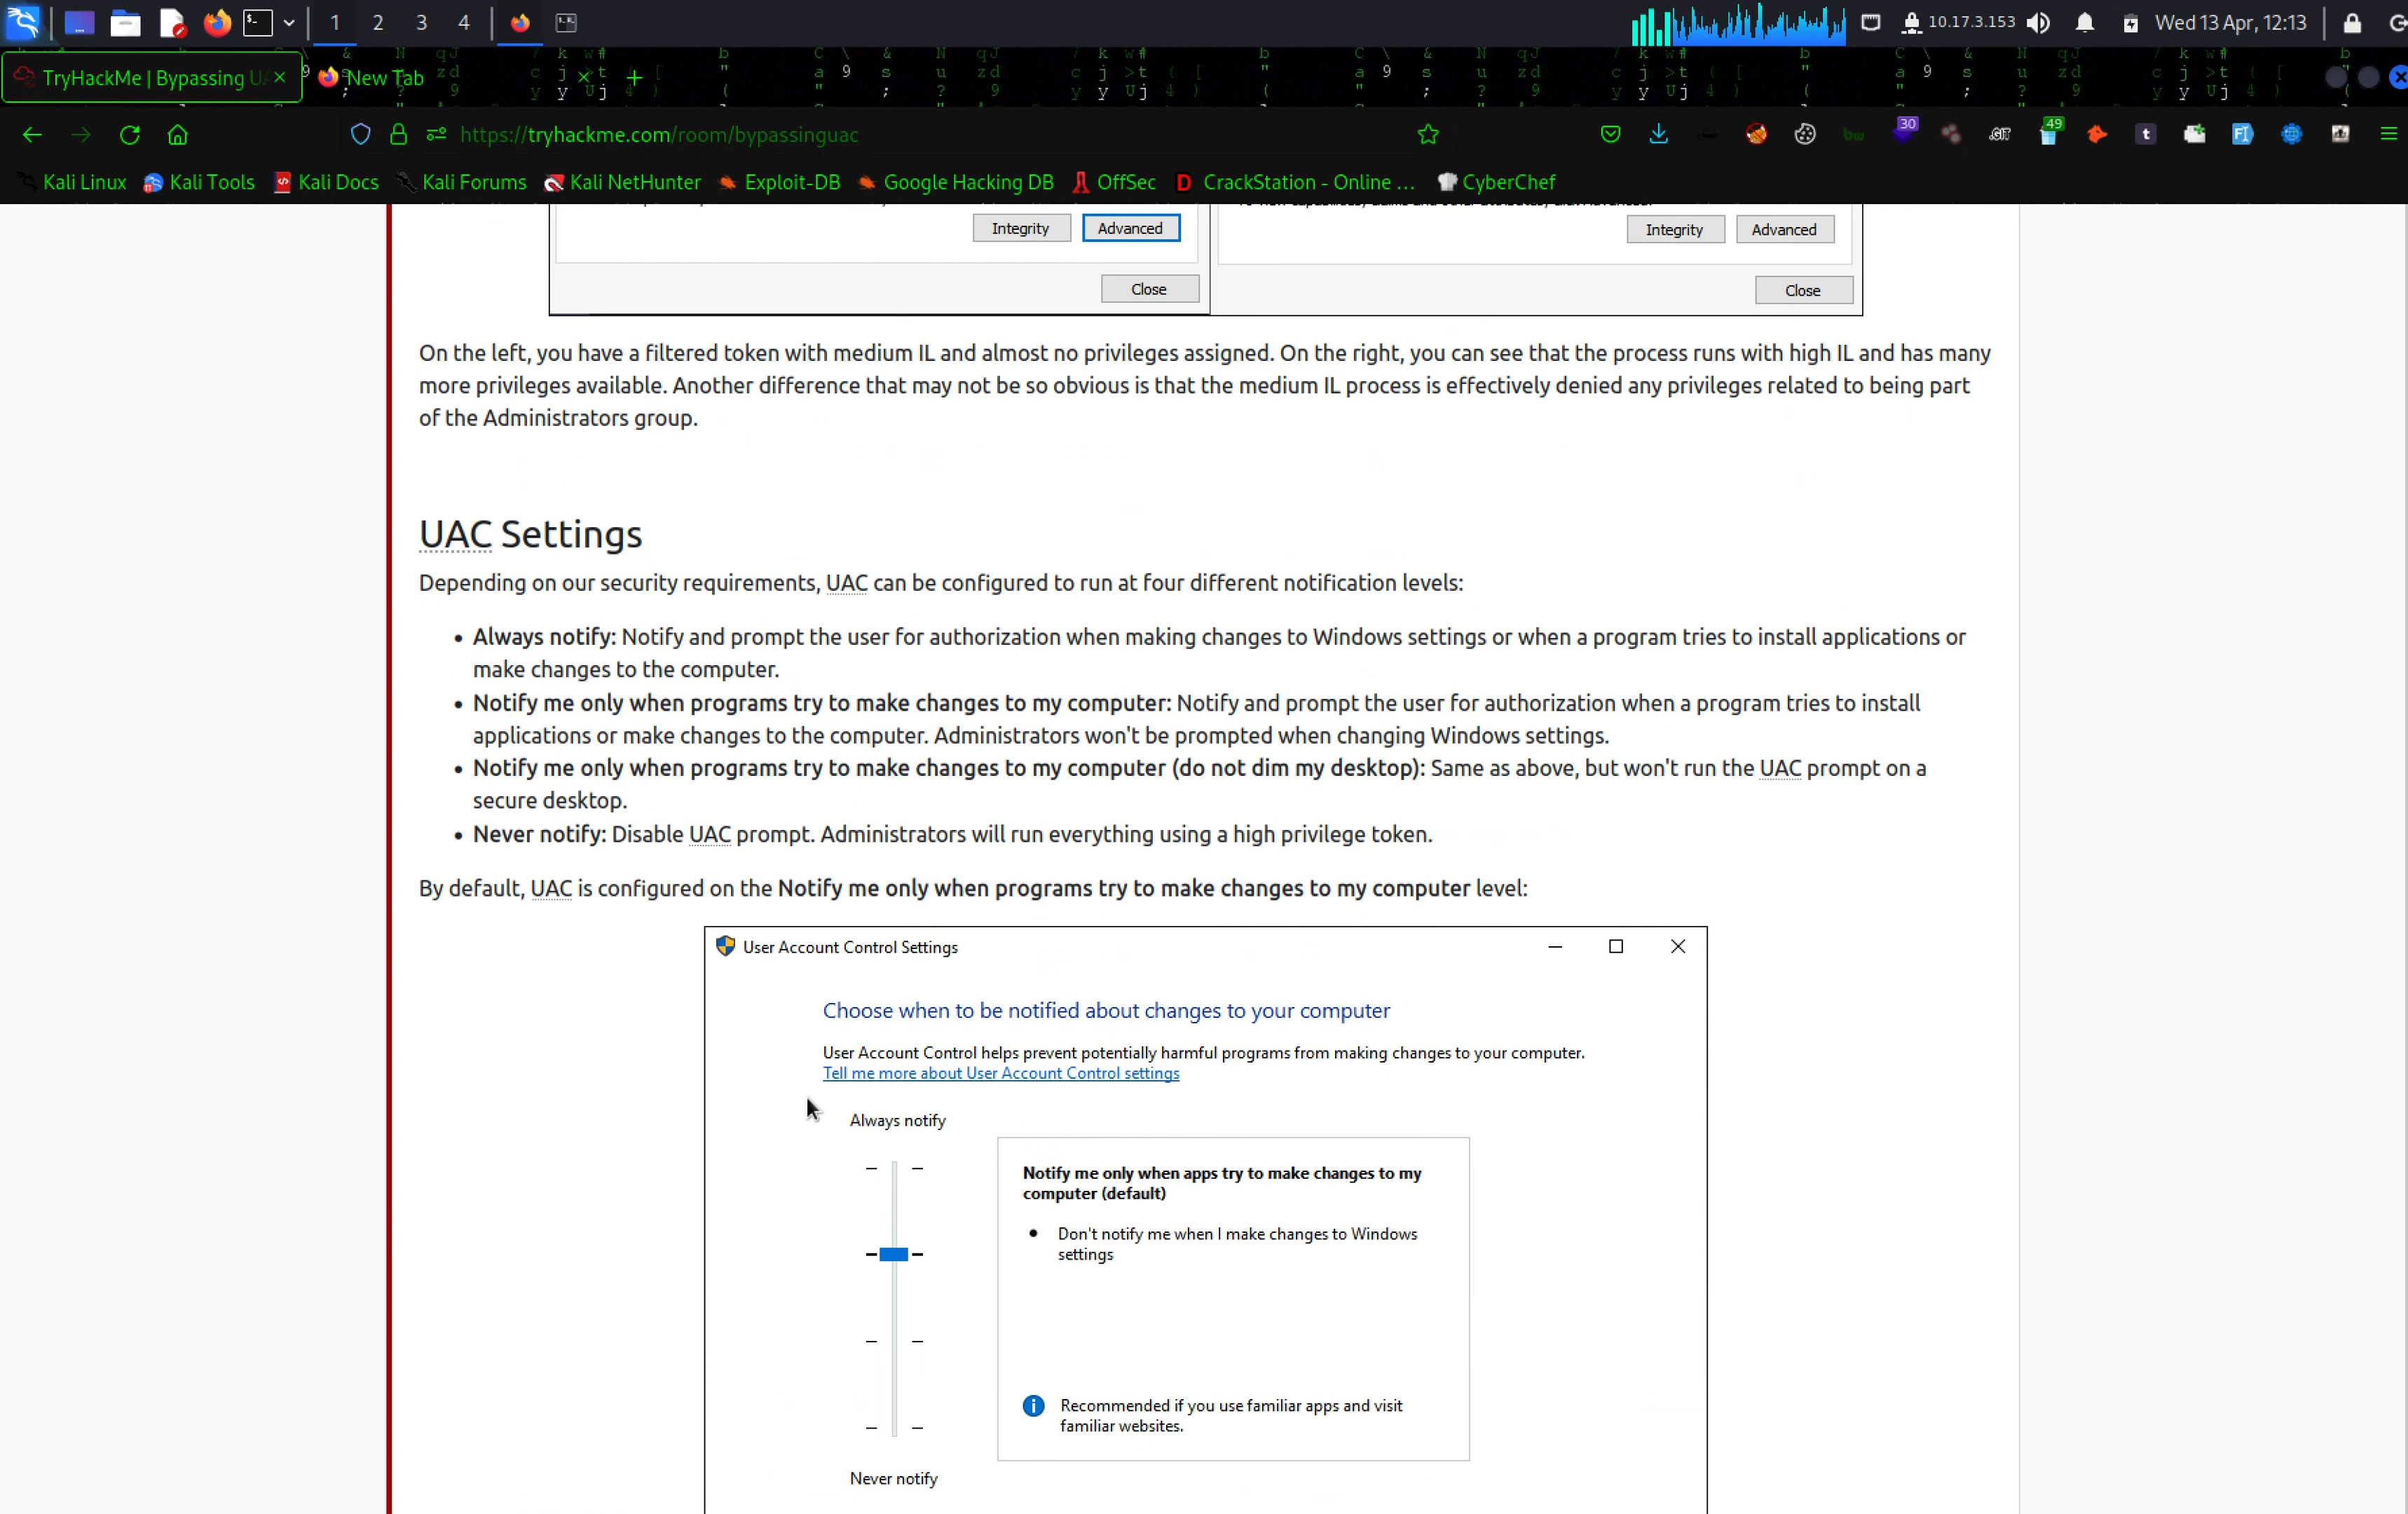 1 2 3 4
10.17.3.153
Wed 13 Apr, 12:13
TryHackMe | Bypassing UA
New Tab
https://tryhackme.com/room/bypassinguac
30
.GIT
49
t
Kali Linux Kali Tools Kali Docs Kali Forums Kali NetHunter Exploit-DB Google Hacking DB OffSec CrackStation - Online ... CyberChef
Integrity Advanced Integrity Advanced
Close Close
On the left, you have a filtered token with medium IL and almost no privileges assigned. On the right, you can see that the process runs with high IL and has many
more privileges available. Another difference that may not be so obvious is that the medium IL process is effectively denied any privileges related to being part
of the Administrators group.
UAC Settings
Depending on our security requirements, UAC can be configured to run at four different notification levels:
• Always notify: Notify and prompt the user for authorization when making changes to Windows settings or when a program tries to install applications or
make changes to the computer.
• Notify me only when programs try to make changes to my computer: Notify and prompt the user for authorization when a program tries to install
applications or make changes to the computer. Administrators won't be prompted when changing Windows settings.
• Notify me only when programs try to make changes to my computer (do not dim my desktop): Same as above, but won't run the UAC prompt on a
secure desktop.
• Never notify: Disable UAC prompt. Administrators will run everything using a high privilege token.
By default, UAC is configured on the Notify me only when programs try to make changes to my computer level:
User Account Control Settings
Choose when to be notified about changes to your computer
User Account Control helps prevent potentially harmful programs from making changes to your computer.
Tell me more about User Account Control settings
Always notify
Notify me only when apps try to make changes to my
computer (default)
• Don't notify me when I make changes to Windows
settings
Recommended if you use familiar apps and visit
familiar websites.
Never notify